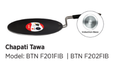 Chapati Tawa
Model: BTN F201FIB | BTN F202FIB